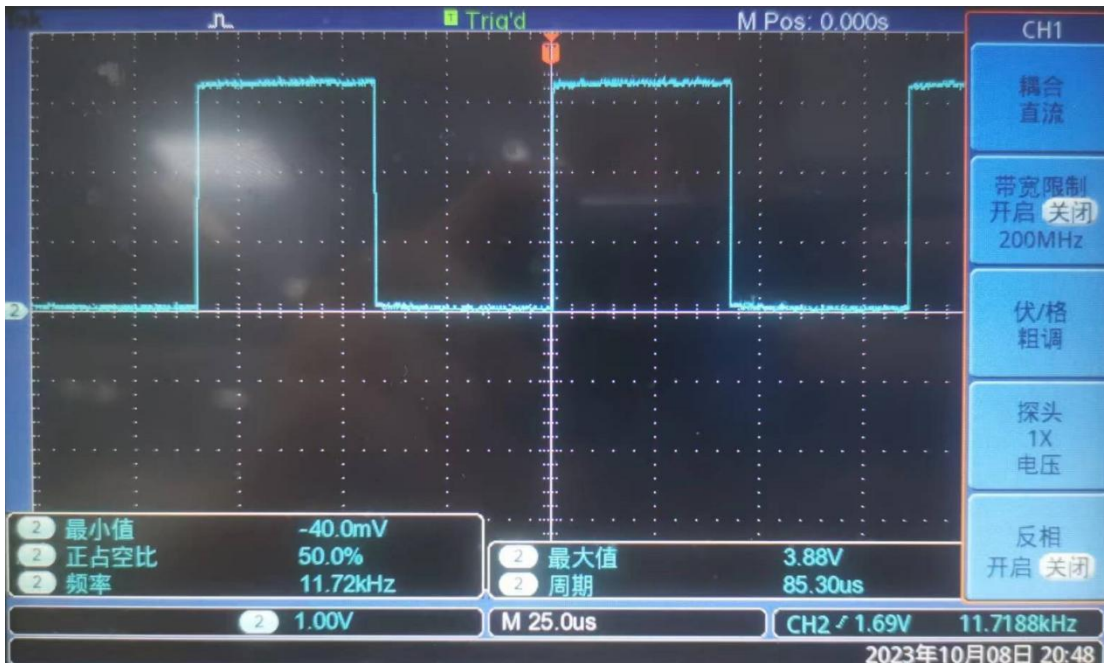 Tek
Trig'd
M Pos: 0.000s
CH1
耦合
直流
带宽限制
开启 关闭
200MHz
伏/格
粗调
探头
1X
电压
反相
开启 关闭
T
2
2 最小值 -40.0mV
2 正占空比 50.0%
2 频率 11.72kHz
2 最大值 3.88V
2 周期 85.30us
2 1.00V
M 25.0us
CH2 1.69V 11.7188kHz
2023年10月08日 20:48